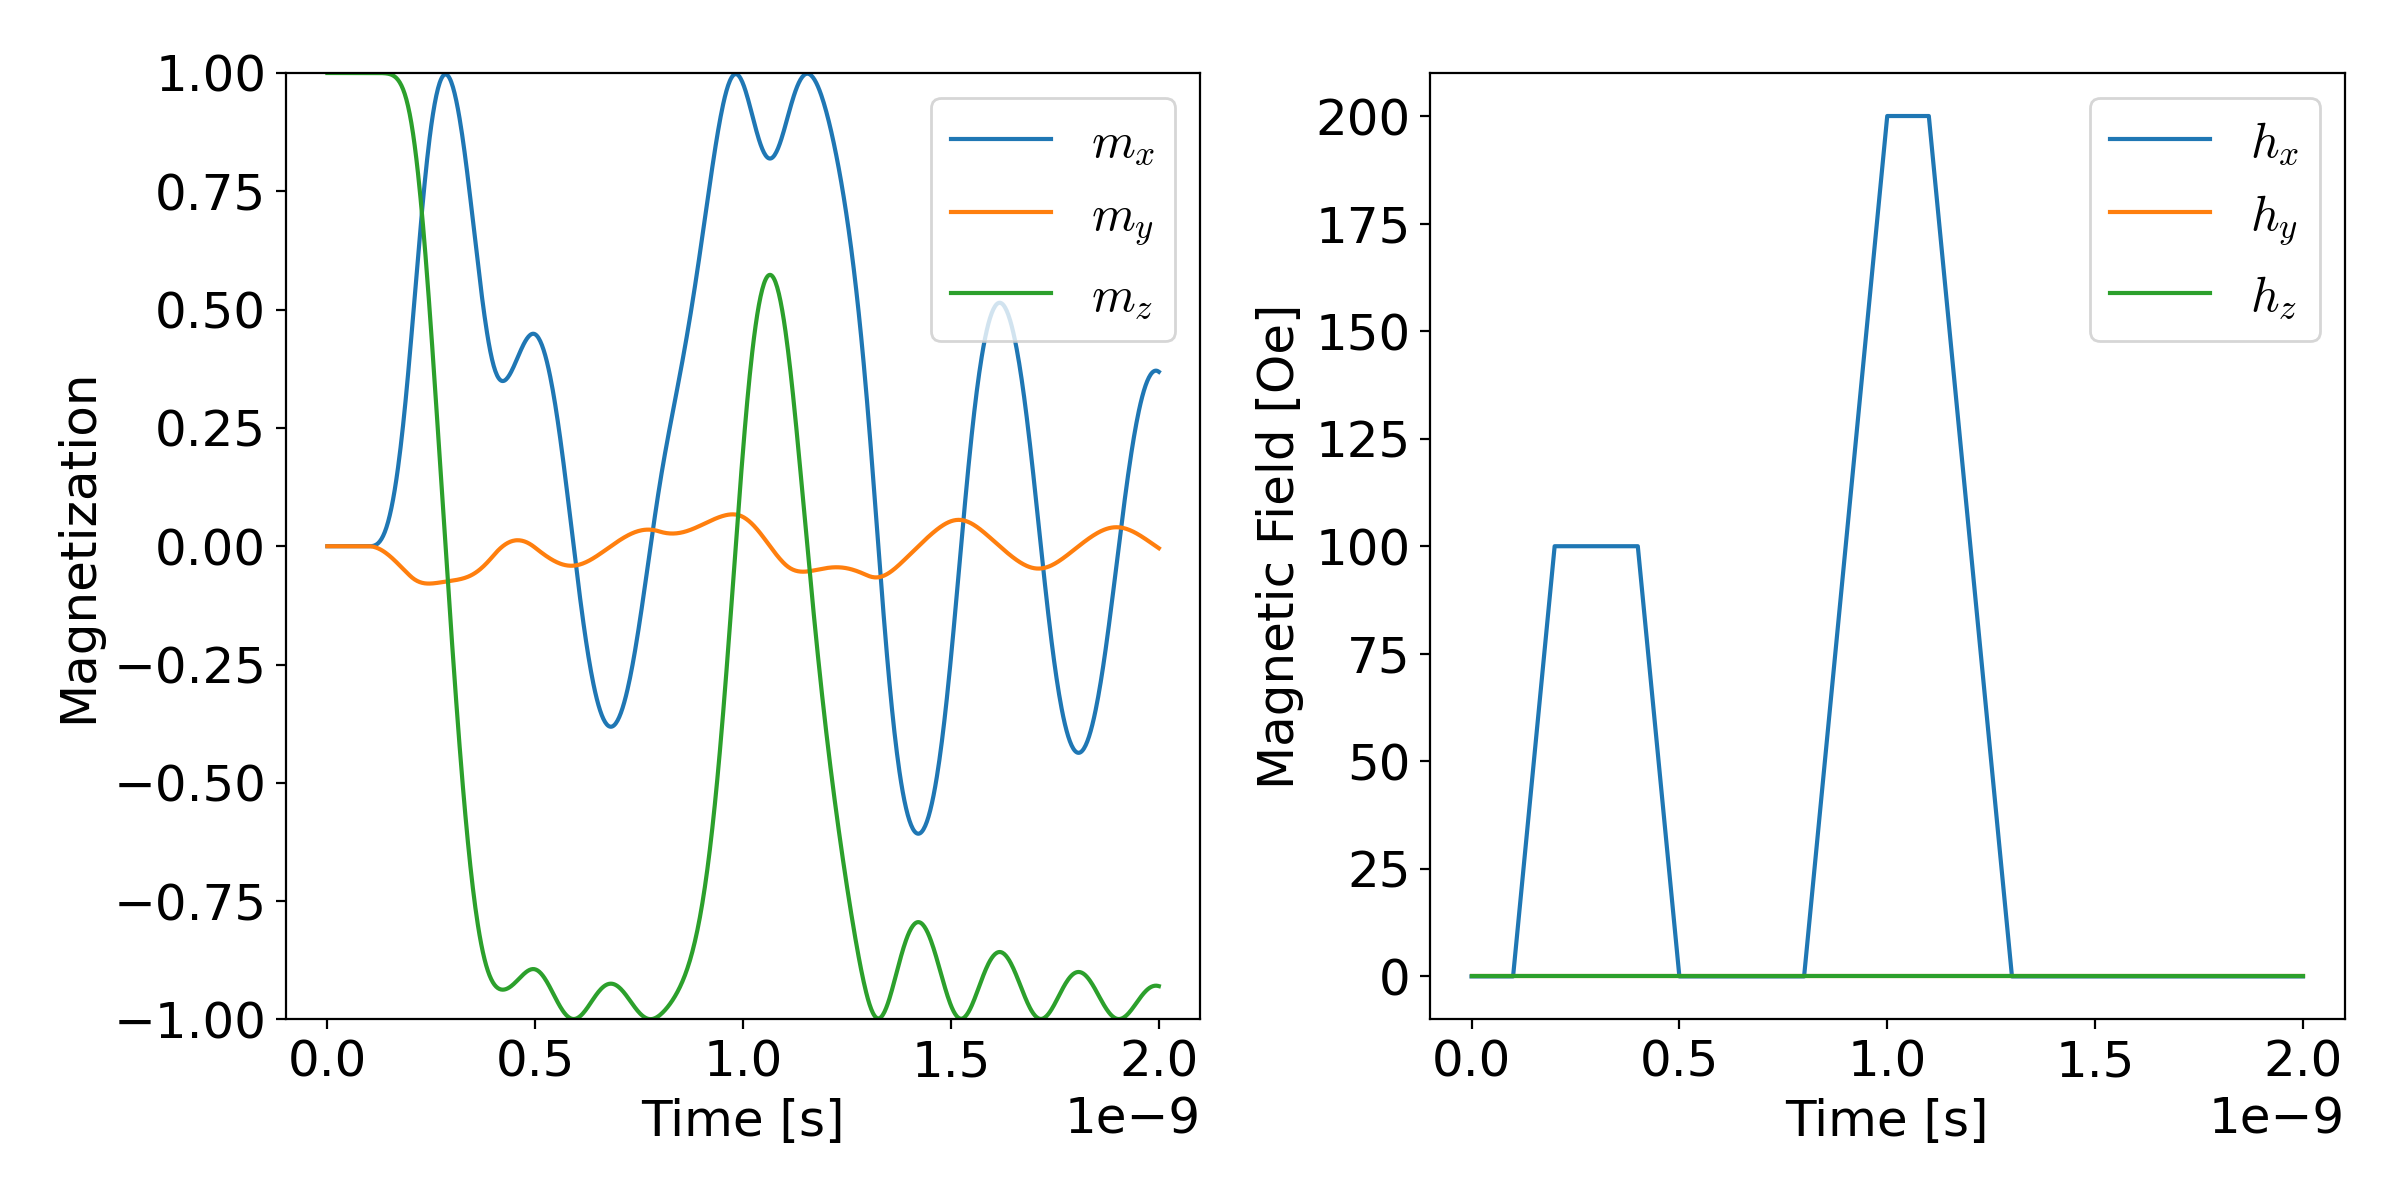 Magnetization
1.00
0.75
0.50
0.25
0.00
−0.25
−0.50
−0.75
−1.00
0.0 0.5 1.0 1.5 2.0
Time [s] 1e−9
m_x
m_y
m_z
Magnetic Field [Oe]
200
175
150
125
100
75
50
25
0
0.0 0.5 1.0 1.5 2.0
Time [s] 1e−9
h_x
h_y
h_z